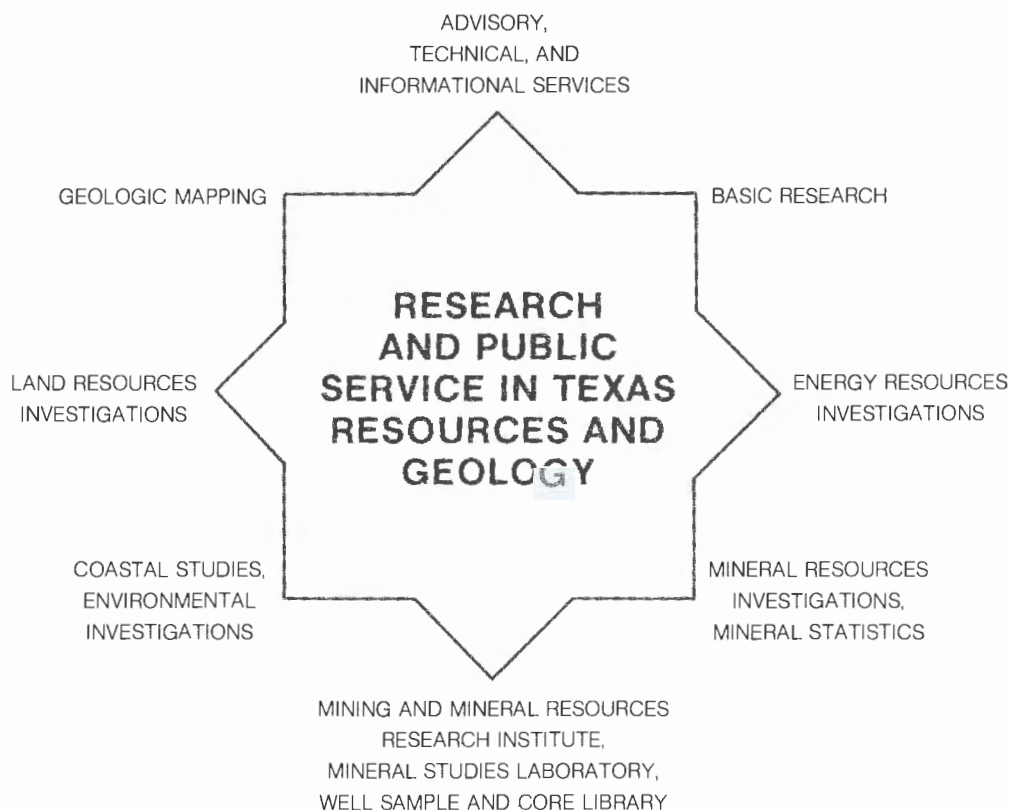 ADVISORY,
TECHNICAL, AND
INFORMATIONAL SERVICES
GEOLOGIC MAPPING
BASIC RESEARCH
RESEARCH
AND PUBLIC
SERVICE IN TEXAS
RESOURCES AND
GEOLOGY
LAND RESOURCES
INVESTIGATIONS
ENERGY RESOURCES
INVESTIGATIONS
COASTAL STUDIES,
ENVIRONMENTAL
INVESTIGATIONS
MINERAL RESOURCES
INVESTIGATIONS,
MINERAL STATISTICS
MINING AND MINERAL RESOURCES
RESEARCH INSTITUTE,
MINERAL STUDIES LABORATORY,
WELL SAMPLE AND CORE LIBRARY